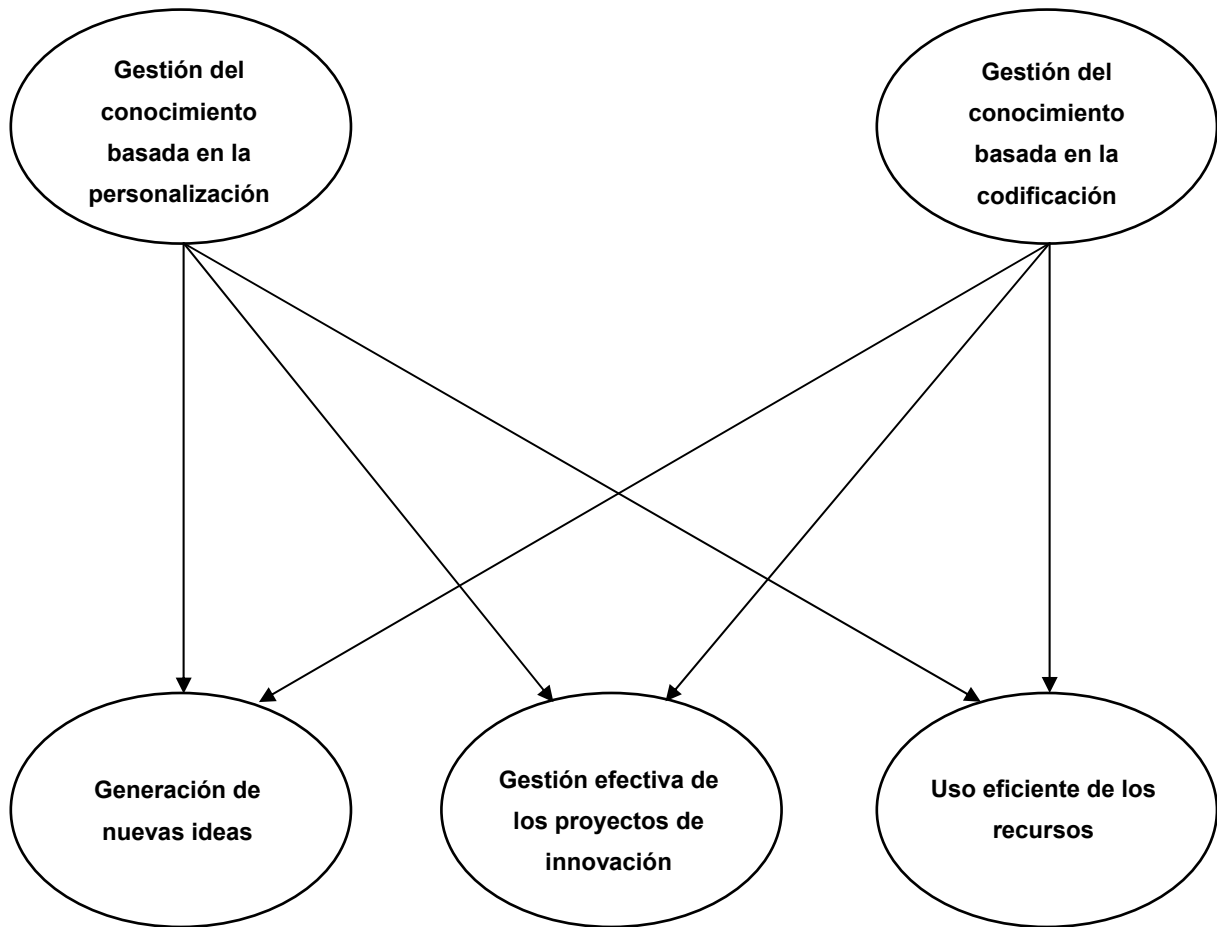 Gestión del
conocimiento
basada en la
personalización
Gestión del
conocimiento
basada en la
codificación
Generación de
nuevas ideas
Gestión efectiva de
los proyectos de
innovación
Uso eficiente de los
recursos